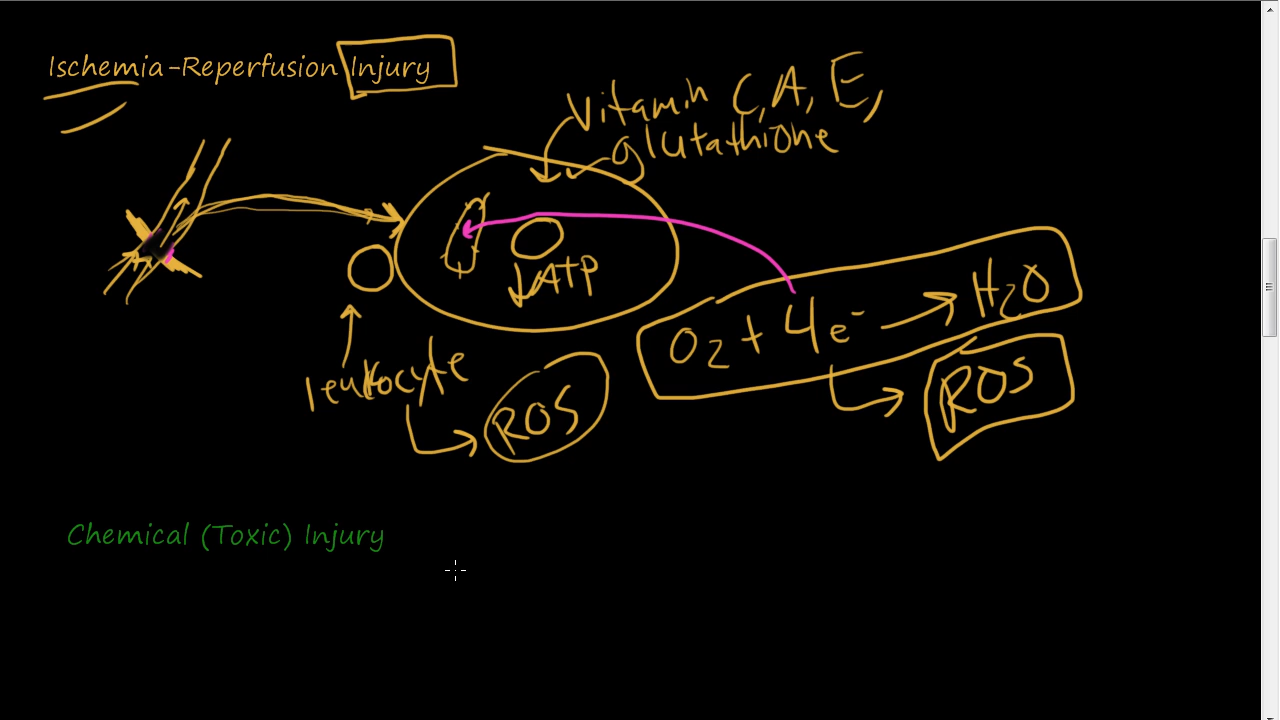 Ischemia-Reperfusion Injury
Vitamin C, A, E,
glutathione
↓ATP
O₂ + 4e⁻ → H₂O
ROS
leukocyte
ROS
Chemical (Toxic) Injury